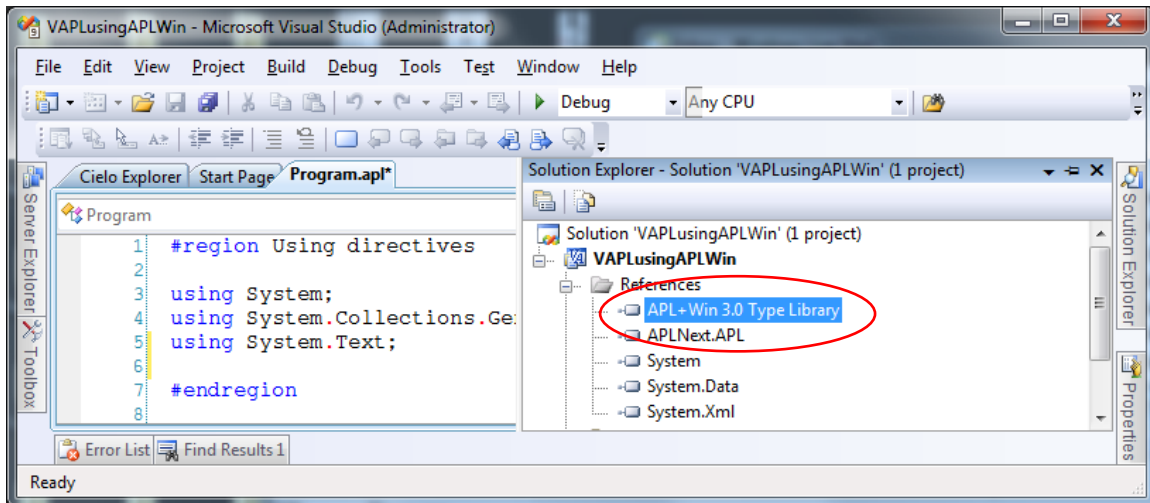 VAPLusingAPLWin - Microsoft Visual Studio (Administrator)
File Edit View Project Build Debug Tools Test Window Help
Debug Any CPU
Cielo Explorer Start Page Program.apl*
Solution Explorer - Solution 'VAPLusingAPLWin' (1 project)
Server Explorer
Toolbox
Program
1 #region Using directives
2
3 using System;
4 using System.Collections.Ge
5 using System.Text;
6
7 #endregion
8
Solution 'VAPLusingAPLWin' (1 project)
VAPLusingAPLWin
References
APL+Win 3.0 Type Library
APLNext.APL
System
System.Data
System.Xml
Solution Explorer
Properties
Error List Find Results 1
Ready